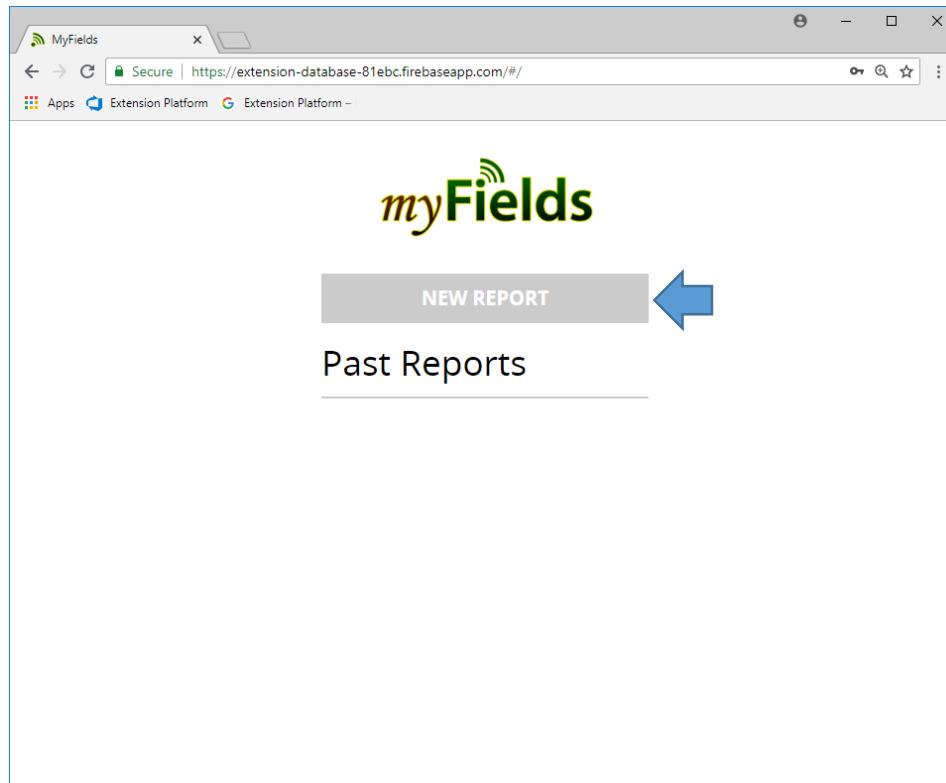 MyFields
Secure | https://extension-database-81ebc.firebaseapp.com/#/
Apps Extension Platform Extension Platform –
myFields
NEW REPORT
Past Reports